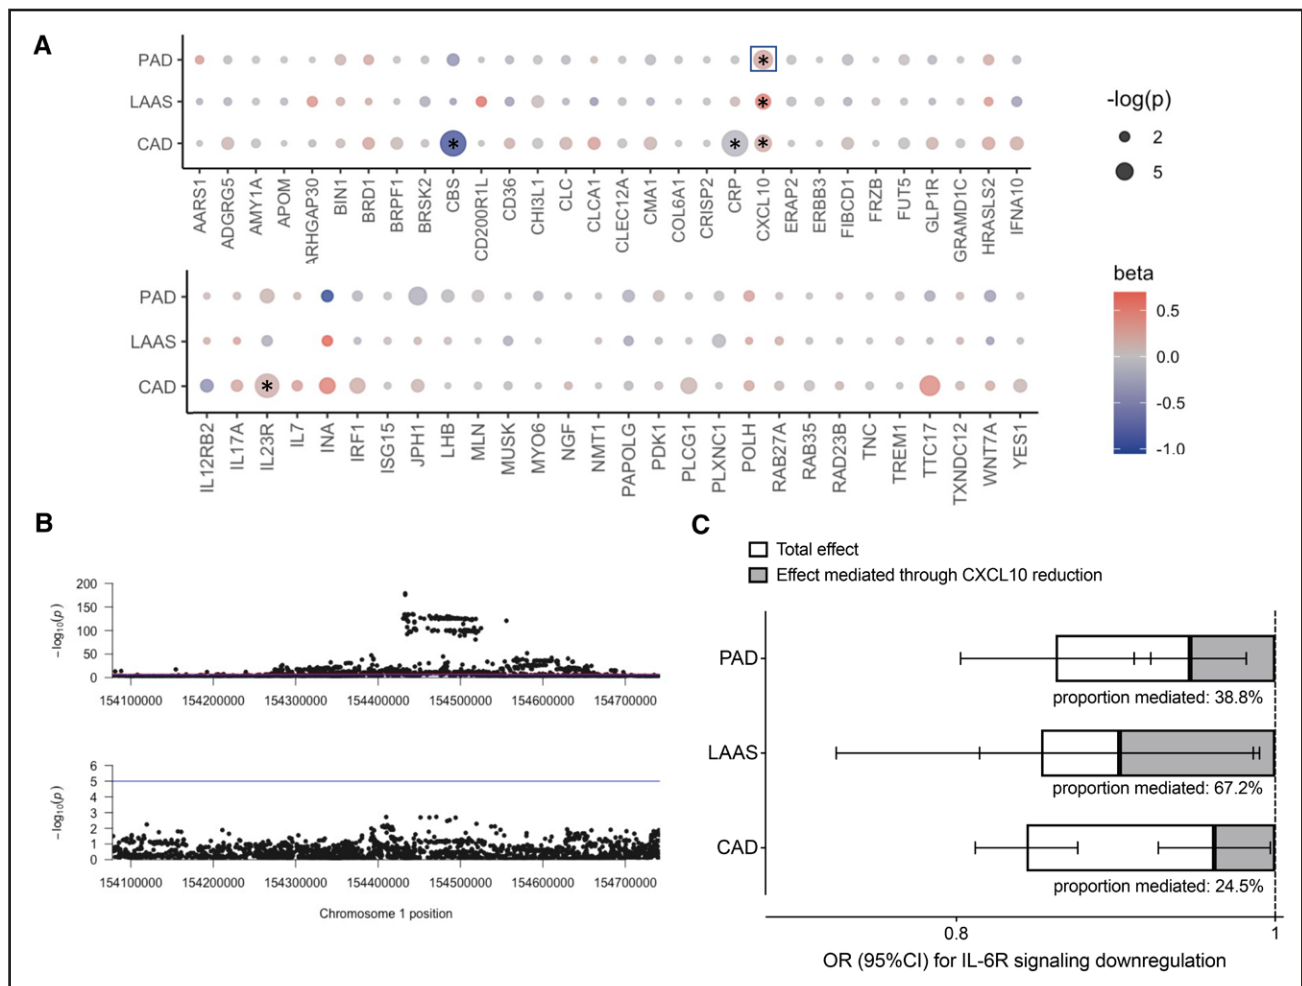 A
PAD
LAAS
CAD
AARS1 ADGRG5 AMY1A APOM ARHGAP30 BIN1 BRD1 BRPF1 BRSK2 CBS CD200R1L CD36 CHI3L1 CLC CLCA1 CLEC12A CMA1 COL6A1 CRISP2 CRP CXCL10 ERAP2 ERBB3 FIBCD1 FRZB FUT5 GLP1R GRAMD1C HRASLS2 IFNA10
PAD
LAAS
CAD
IL12RB2 IL17A IL23R IL7 INA IRF1 ISG15 JPH1 LHB MLN MUSK MYO6 NGF NMT1 PAPOLG PDK1 PLCG1 PLXNC1 POLH RAB27A RAB35 RAD23B TNC TREM1 TTC17 TXNDC12 WNT7A YES1
-log(p)
2
5
beta
0.5
0.0
-0.5
-1.0
B
200
150
100
50
0
−log10(p)
154100000 154200000 154300000 154400000 154500000 154600000 154700000
6
5
4
3
2
1
0
−log10(p)
154100000 154200000 154300000 154400000 154500000 154600000 154700000
Chromosome 1 position
C
Total effect
Effect mediated through CXCL10 reduction
PAD
proportion mediated: 38.8%
LAAS
proportion mediated: 67.2%
CAD
proportion mediated: 24.5%
0.8 1
OR (95%CI) for IL-6R signaling downregulation